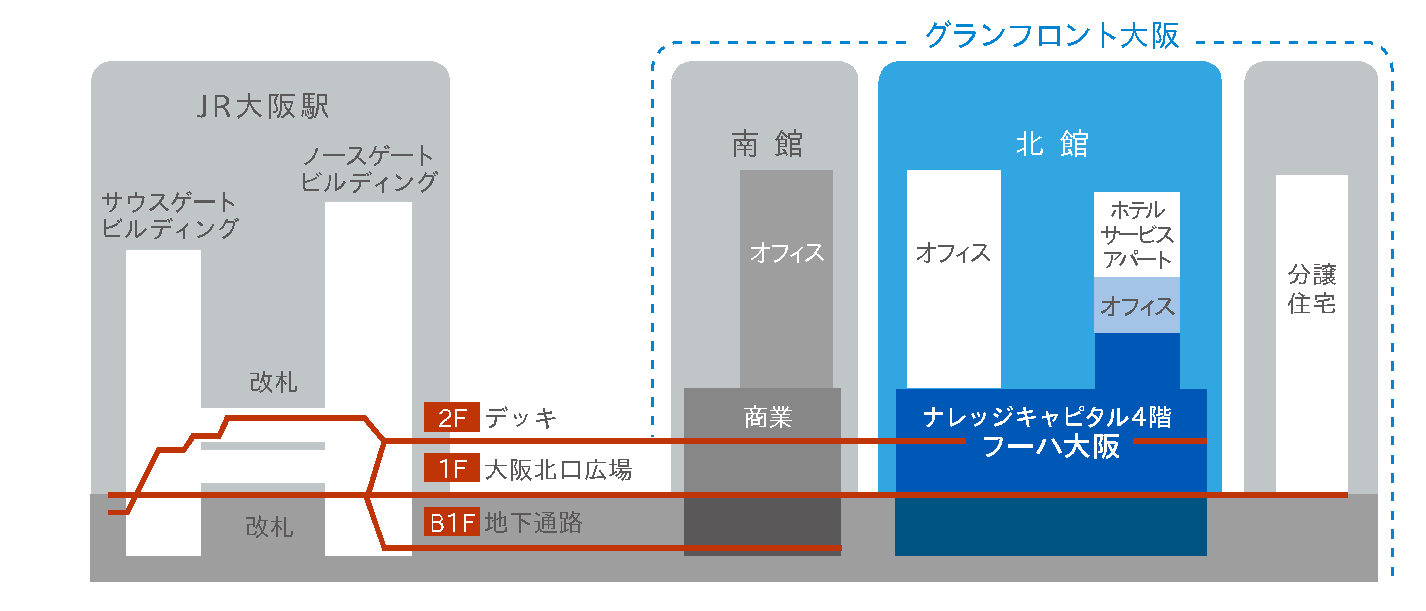 グランフロント大阪
JR大阪駅
ノースゲート
ビルディング
サウスゲート
ビルディング
改札
改札
2F デッキ
1F 大阪北口広場
B1F 地下通路
南館
オフィス
商業
北館
オフィス
ホテル
サービス
アパート
オフィス
ナレッジキャピタル4階
フーハ大阪
分譲
住宅